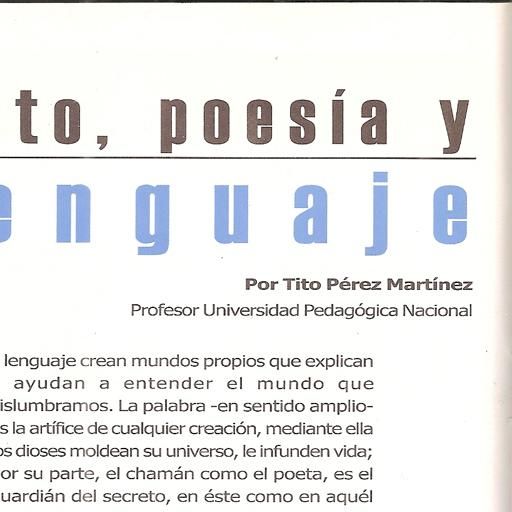 to, poesía y
enguaje
Por Tito Pérez Martínez
Profesor Universidad Pedagógica Nacional
lenguaje crean mundos propios que explican
ayudan a entender el mundo que
islumbramos. La palabra -en sentido amplio-
s la artífice de cualquier creación, mediante ella
os dioses moldean su universo, le infunden vida;
or su parte, el chamán como el poeta, es el
uardián del secreto, en éste como en aquél